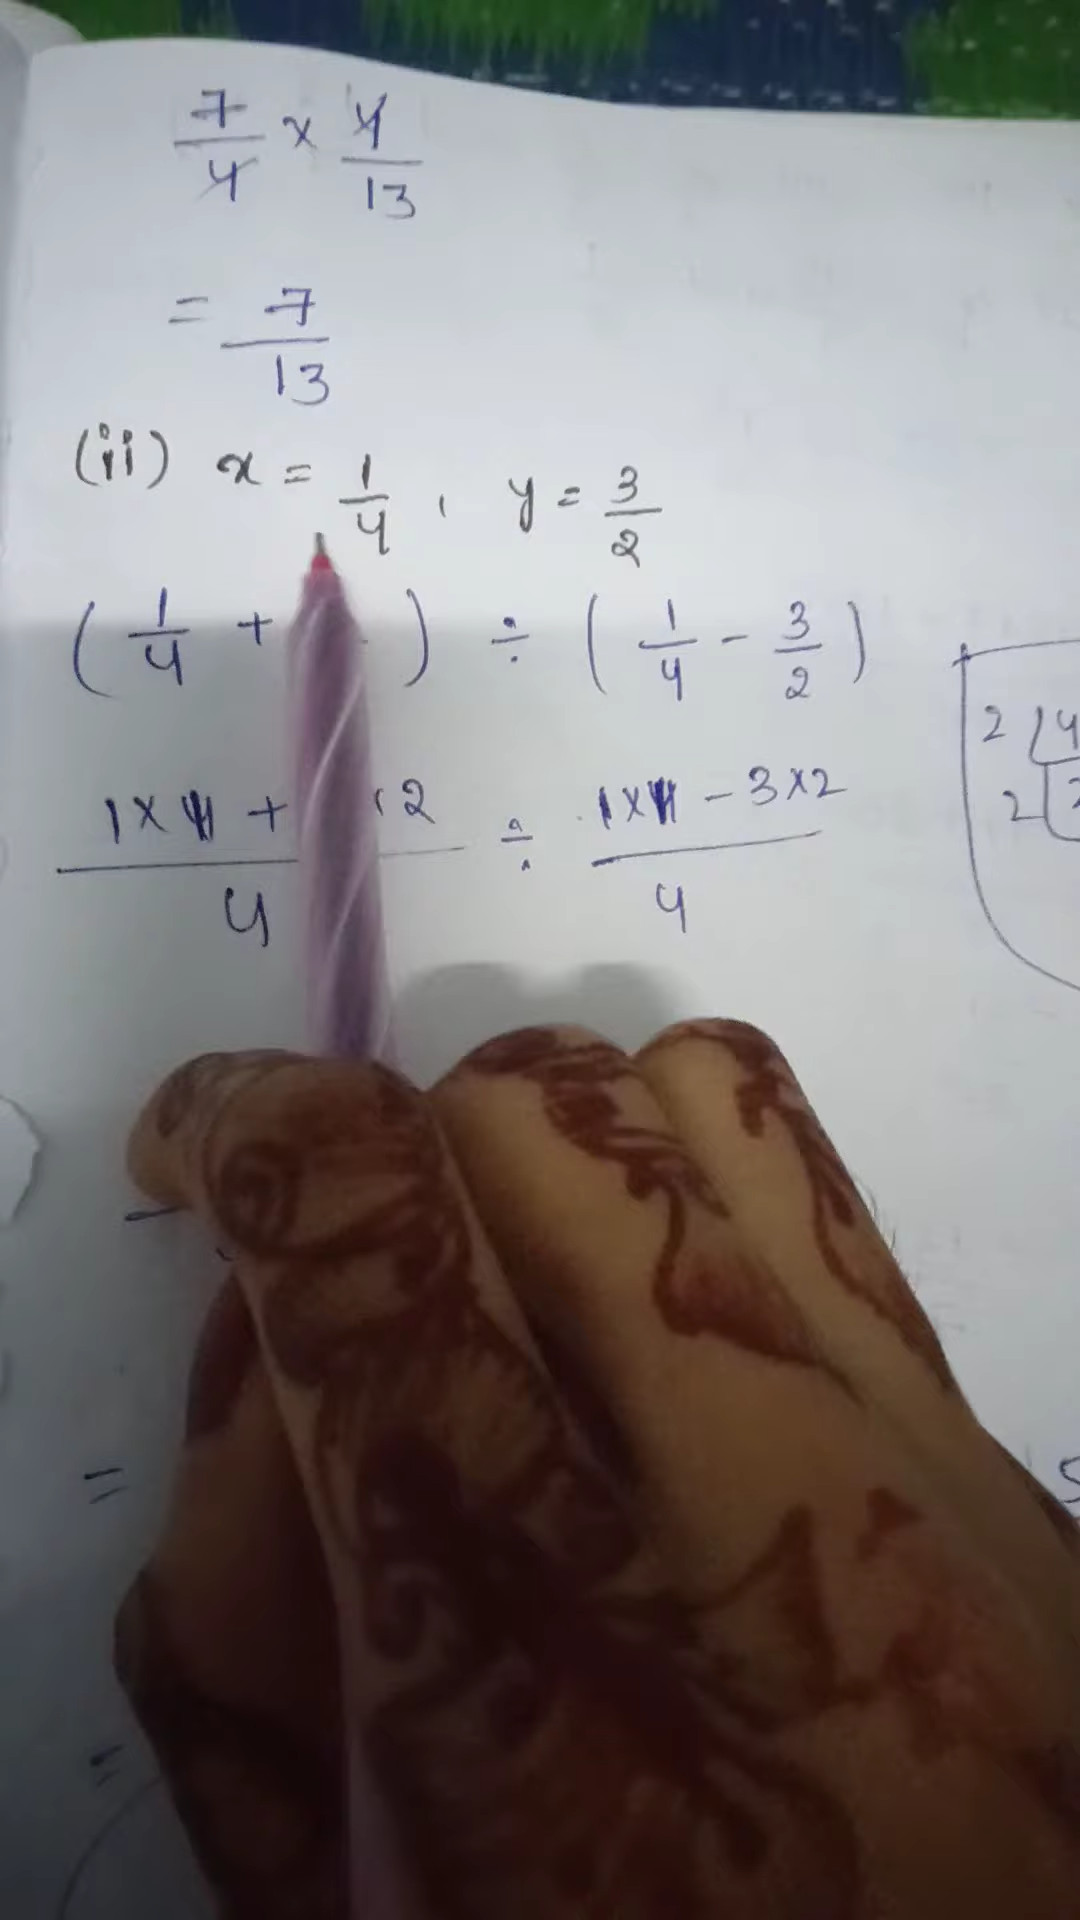 7/4 × 4/13
= 7/13
(ii) x = 1/4 , y = 3/2
(1/4 + ) ÷ (1/4 - 3/2)
1×1 + ×2 / 4 ÷ 1×1 - 3×2 / 4
2 4
2
=
5
=